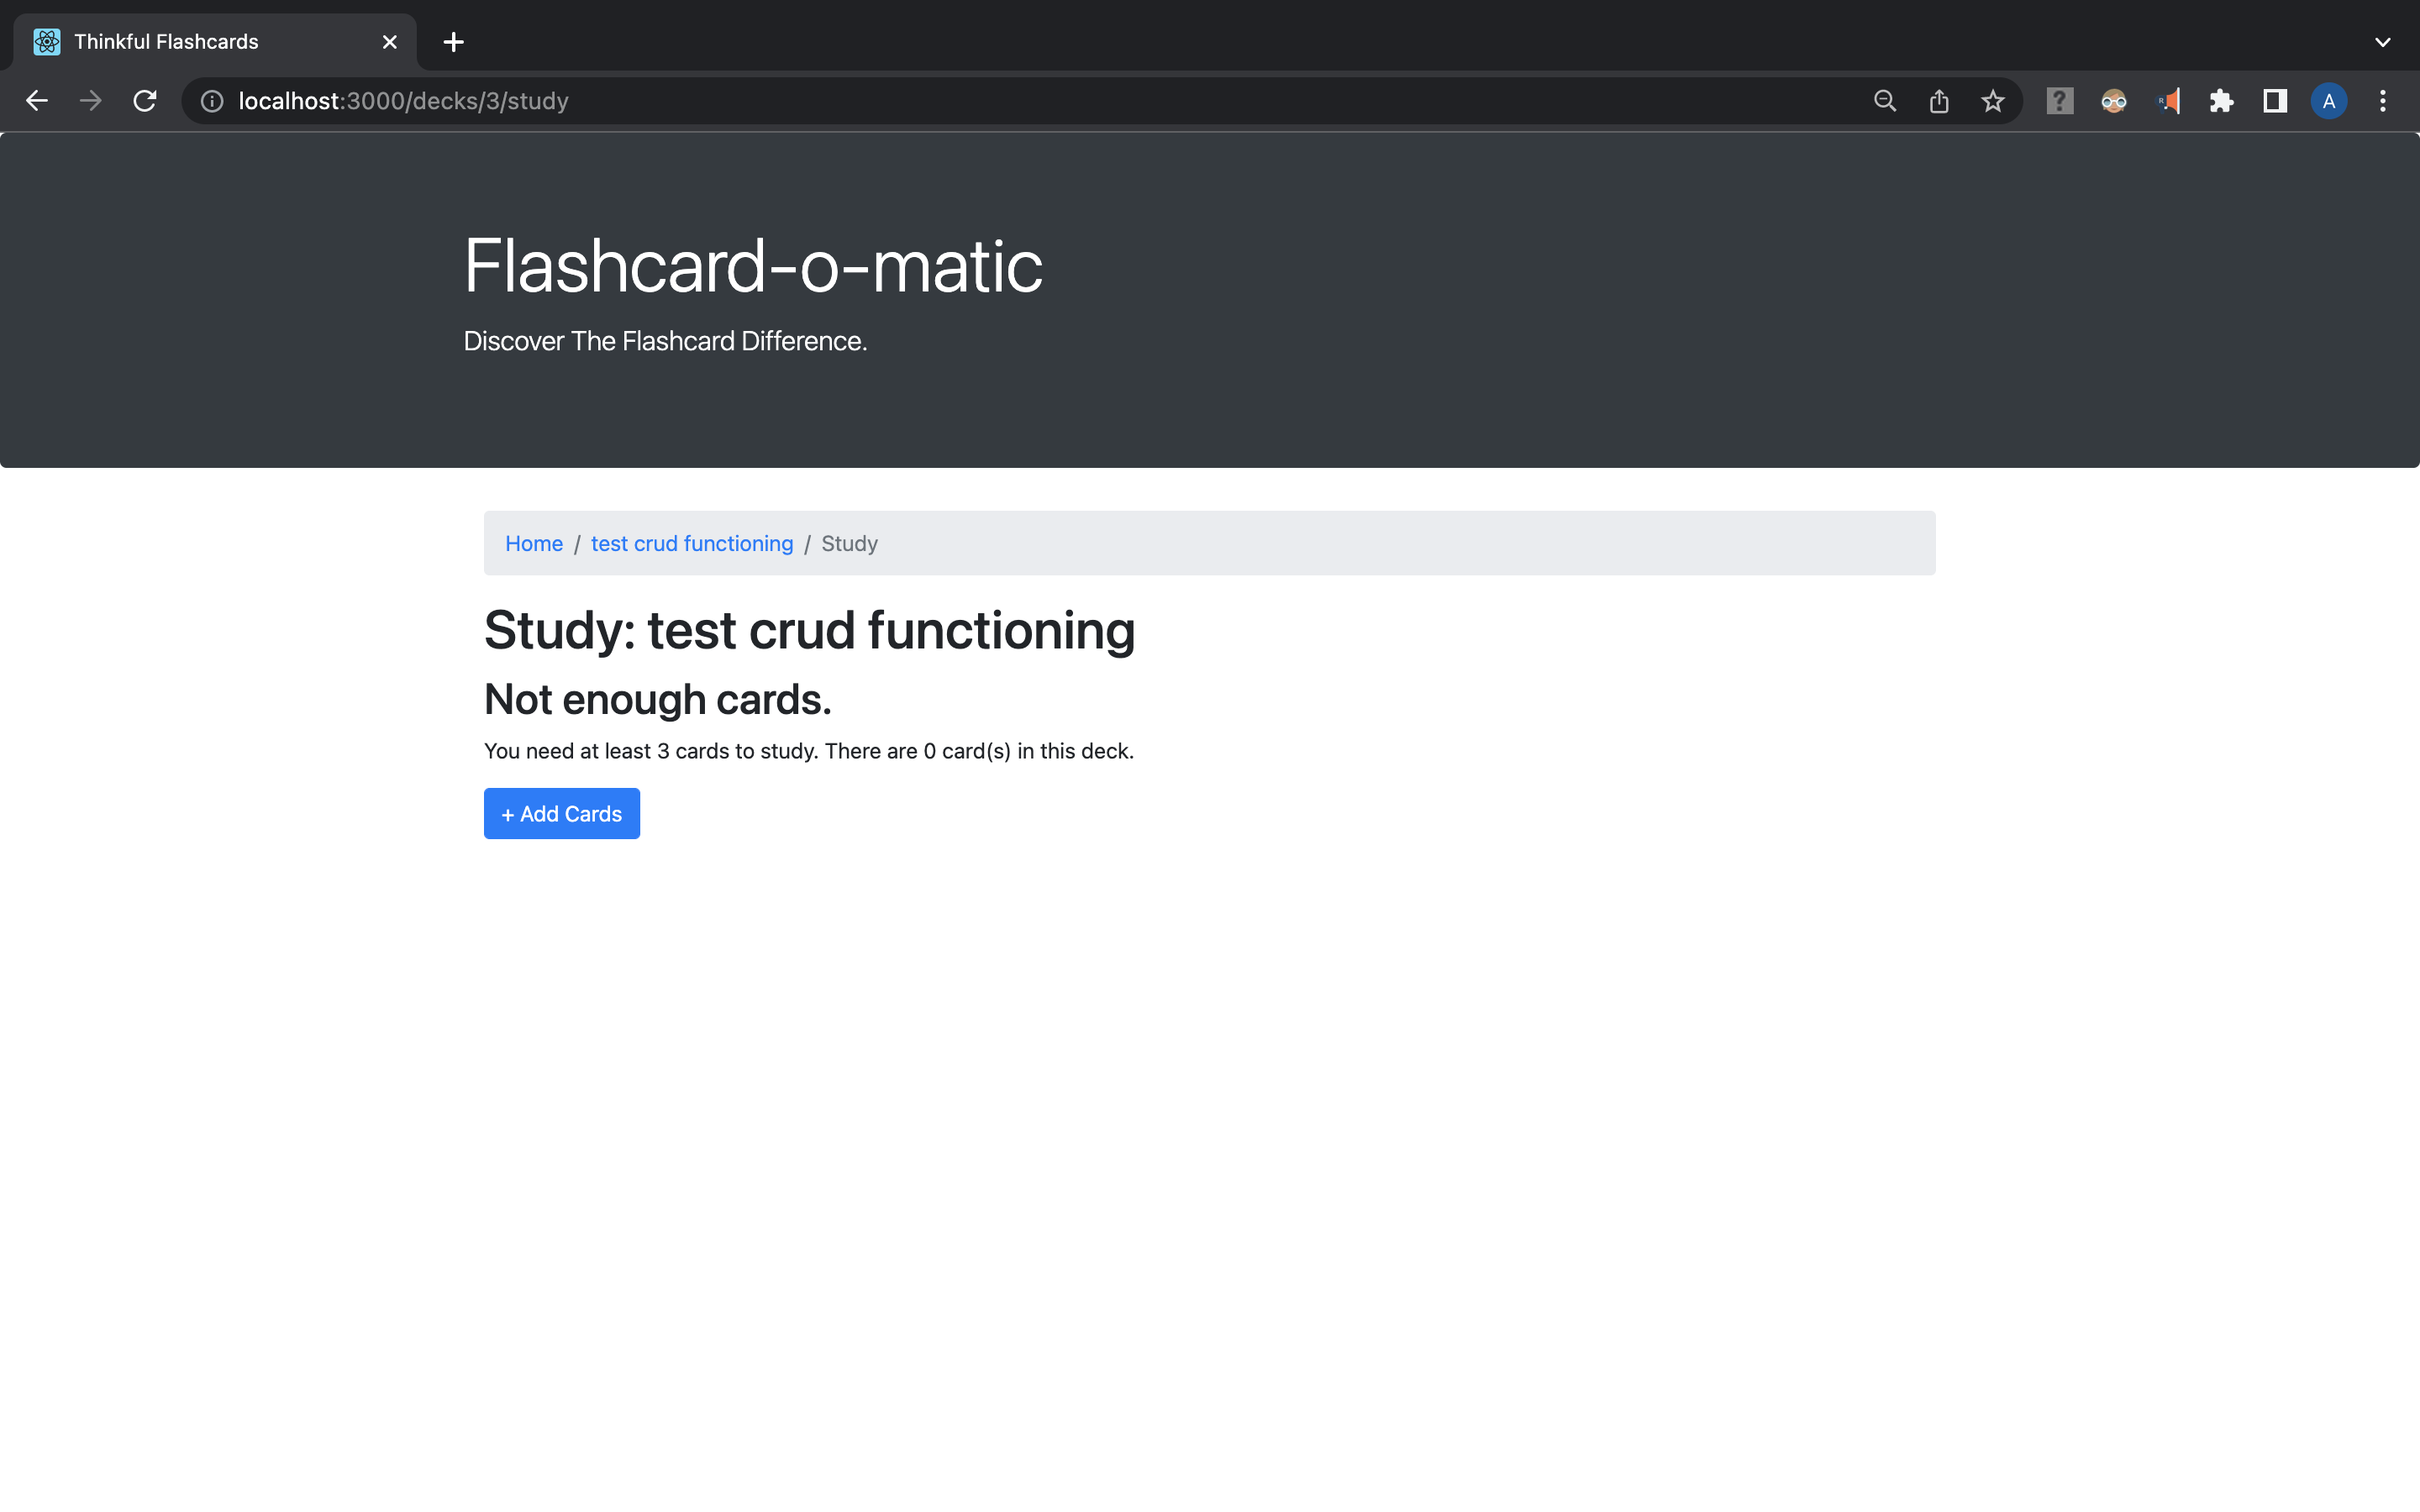 Thinkful Flashcards
localhost:3000/decks/3/study
A
Flashcard-o-matic
Discover The Flashcard Difference.
Home / test crud functioning / Study
Study: test crud functioning
Not enough cards.
You need at least 3 cards to study. There are 0 card(s) in this deck.
+ Add Cards